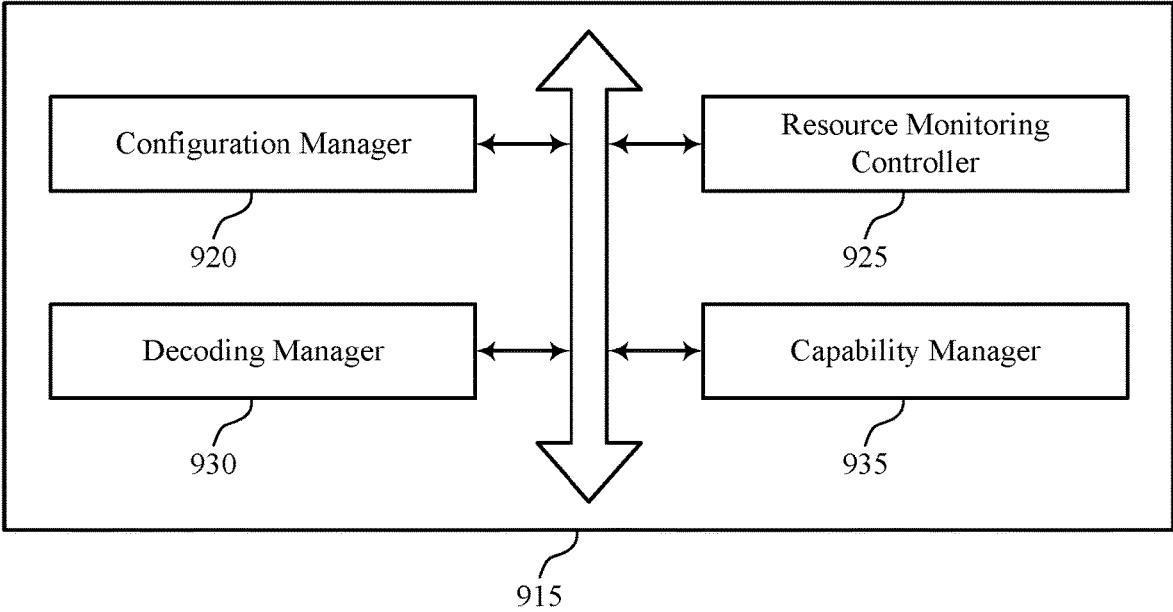 Configuration Manager
920
Resource Monitoring
Controller
925
Decoding Manager
930
Capability Manager
935
915